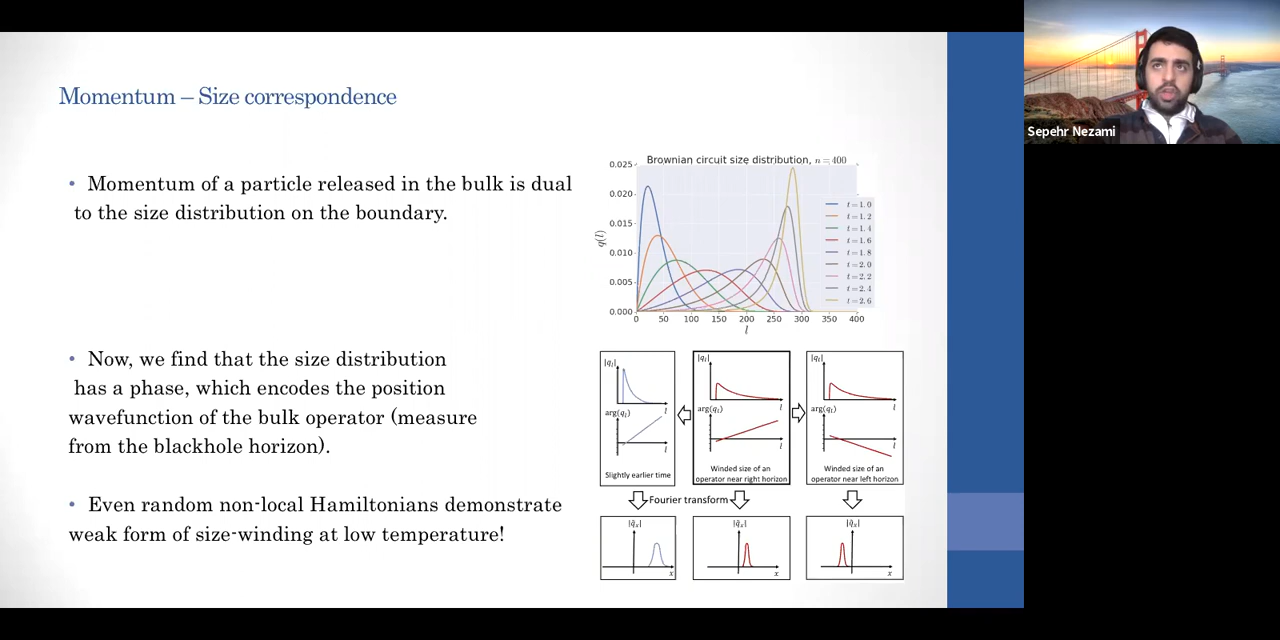 Momentum – Size correspondence
• Momentum of a particle released in the bulk is dual
to the size distribution on the boundary.
• Now, we find that the size distribution
has a phase, which encodes the position
wavefunction of the bulk operator (measure
from the blackhole horizon).
• Even random non-local Hamiltonians demonstrate
weak form of size-winding at low temperature!
Brownian circuit size distribution, n = 400
0.025
0.020
0.015
0.010
0.005
0.000
q(l)
0 50 100 150 200 250 300 350 400
l
t = 1.0
t = 1.2
t = 1.4
t = 1.6
t = 1.8
t = 2.0
t = 2.2
t = 2.4
t = 2.6
|q_l|
l
arg(q_l)
l
Slightly earlier time
|q_l|
l
arg(q_l)
l
Winded size of an
operator near right horizon
|q_l|
l
arg(q_l)
l
Winded size of an
operator near left horizon
Fourier transform
|q̃_x|
x
|q̃_x|
x
|q̃_x|
x
Sepehr Nezami